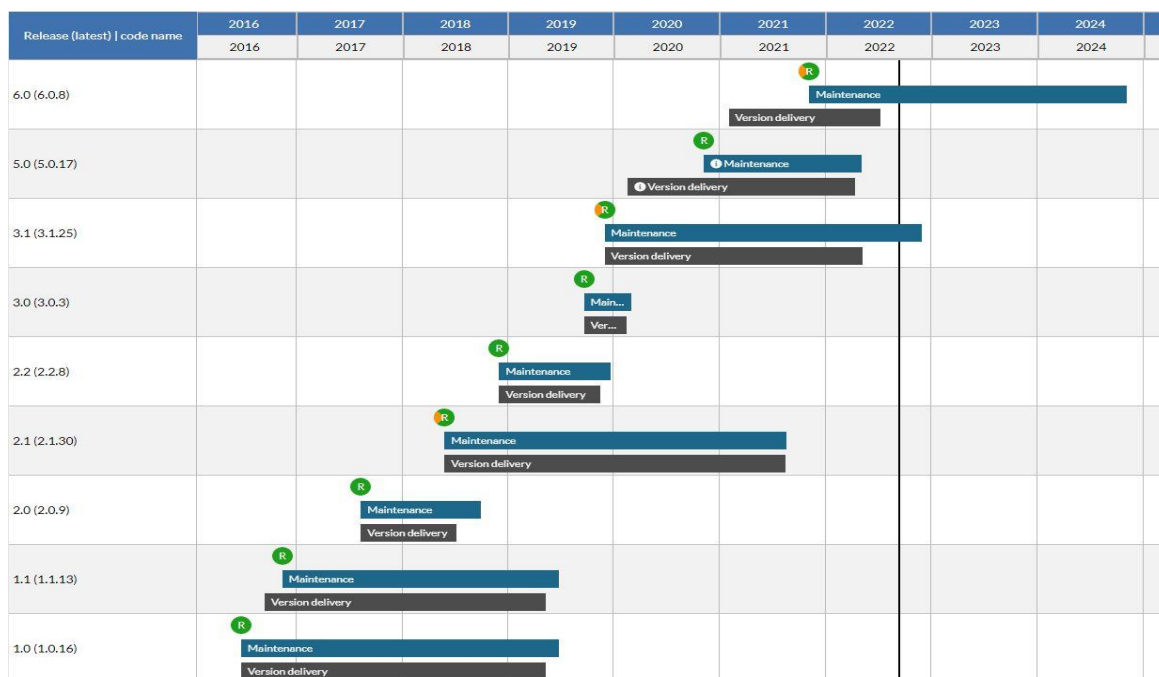 Release (latest) | code name
2016 2017 2018 2019 2020 2021 2022 2023 2024
2016 2017 2018 2019 2020 2021 2022 2023 2024
R
6.0 (6.0.8)
Maintenance
Version delivery
R
5.0 (5.0.17)
i Maintenance
i Version delivery
R
3.1 (3.1.25)
Maintenance
Version delivery
R
3.0 (3.0.3)
Main...
Ver...
R
2.2 (2.2.8)
Maintenance
Version delivery
R
2.1 (2.1.30)
Maintenance
Version delivery
R
2.0 (2.0.9)
Maintenance
Version delivery
R
1.1 (1.1.13)
Maintenance
Version delivery
R
1.0 (1.0.16)
Maintenance
Version delivery